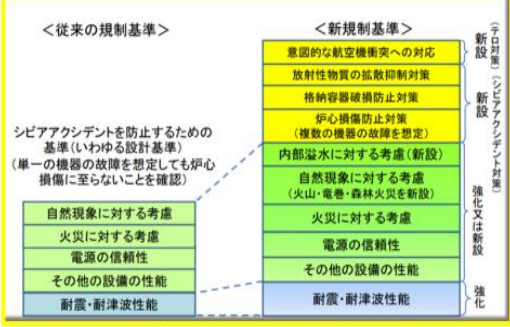 <従来の規制基準>
シビアアクシデントを防止するための
基準(いわゆる設計基準)
(単一の機器の故障を想定しても炉心
損傷に至らないことを確認)
自然現象に対する考慮
火災に対する考慮
電源の信頼性
その他の設備の性能
耐震・耐津波性能
<新規制基準>
意図的な航空機衝突への対応
放射性物質の拡散抑制対策
格納容器破損防止対策
炉心損傷防止対策
(複数の機器の故障を想定)
内部溢水に対する考慮(新設)
自然現象に対する考慮
(火山・竜巻・森林火災を新設)
火災に対する考慮
電源の信頼性
その他の設備の性能
耐震・耐津波性能
新設
(テロ対策)
新設
(シビアアクシデント対策)
強化又は新設
強化